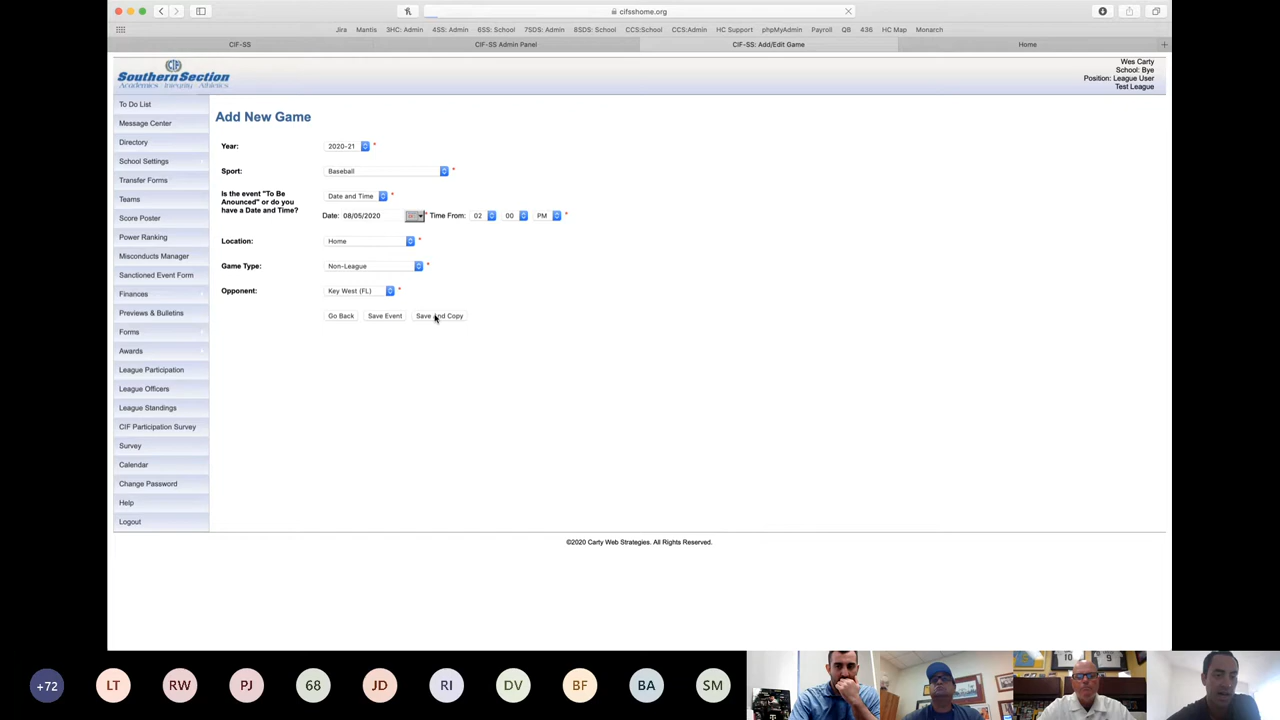 cifsshome.org
Jira Mantis 3HC: Admin 4SS: Admin 6SS: School 7SDS: Admin 8SDS: School CCS:School CCS:Admin HC Support phpMyAdmin Payroll QB 436 HC Map Monarch
CIF-SS CIF-SS Admin Panel CIF-SS: Add/Edit Game Home
CIF
Southern Section
Academics Integrity Athletics
Wes Carty
School: Bye
Position: League User
Test League
To Do List
Message Center
Directory
School Settings
Transfer Forms
Teams
Score Poster
Power Ranking
Misconducts Manager
Sanctioned Event Form
Finances
Previews & Bulletins
Forms
Awards
League Participation
League Officers
League Standings
CIF Participation Survey
Survey
Calendar
Change Password
Help
Logout
Add New Game
Year: 2020-21 *
Sport: Baseball *
Is the event "To Be
Anounced" or do you
have a Date and Time?
Date and Time *
Date: 08/05/2020 * Time From: 02 00 PM *
Location: Home *
Game Type: Non-League *
Opponent: Key West (FL) *
Go Back Save Event Save And Copy
©2020 Carty Web Strategies. All Rights Reserved.
+72 LT RW PJ 68 JD RI DV BF BA SM
10 9